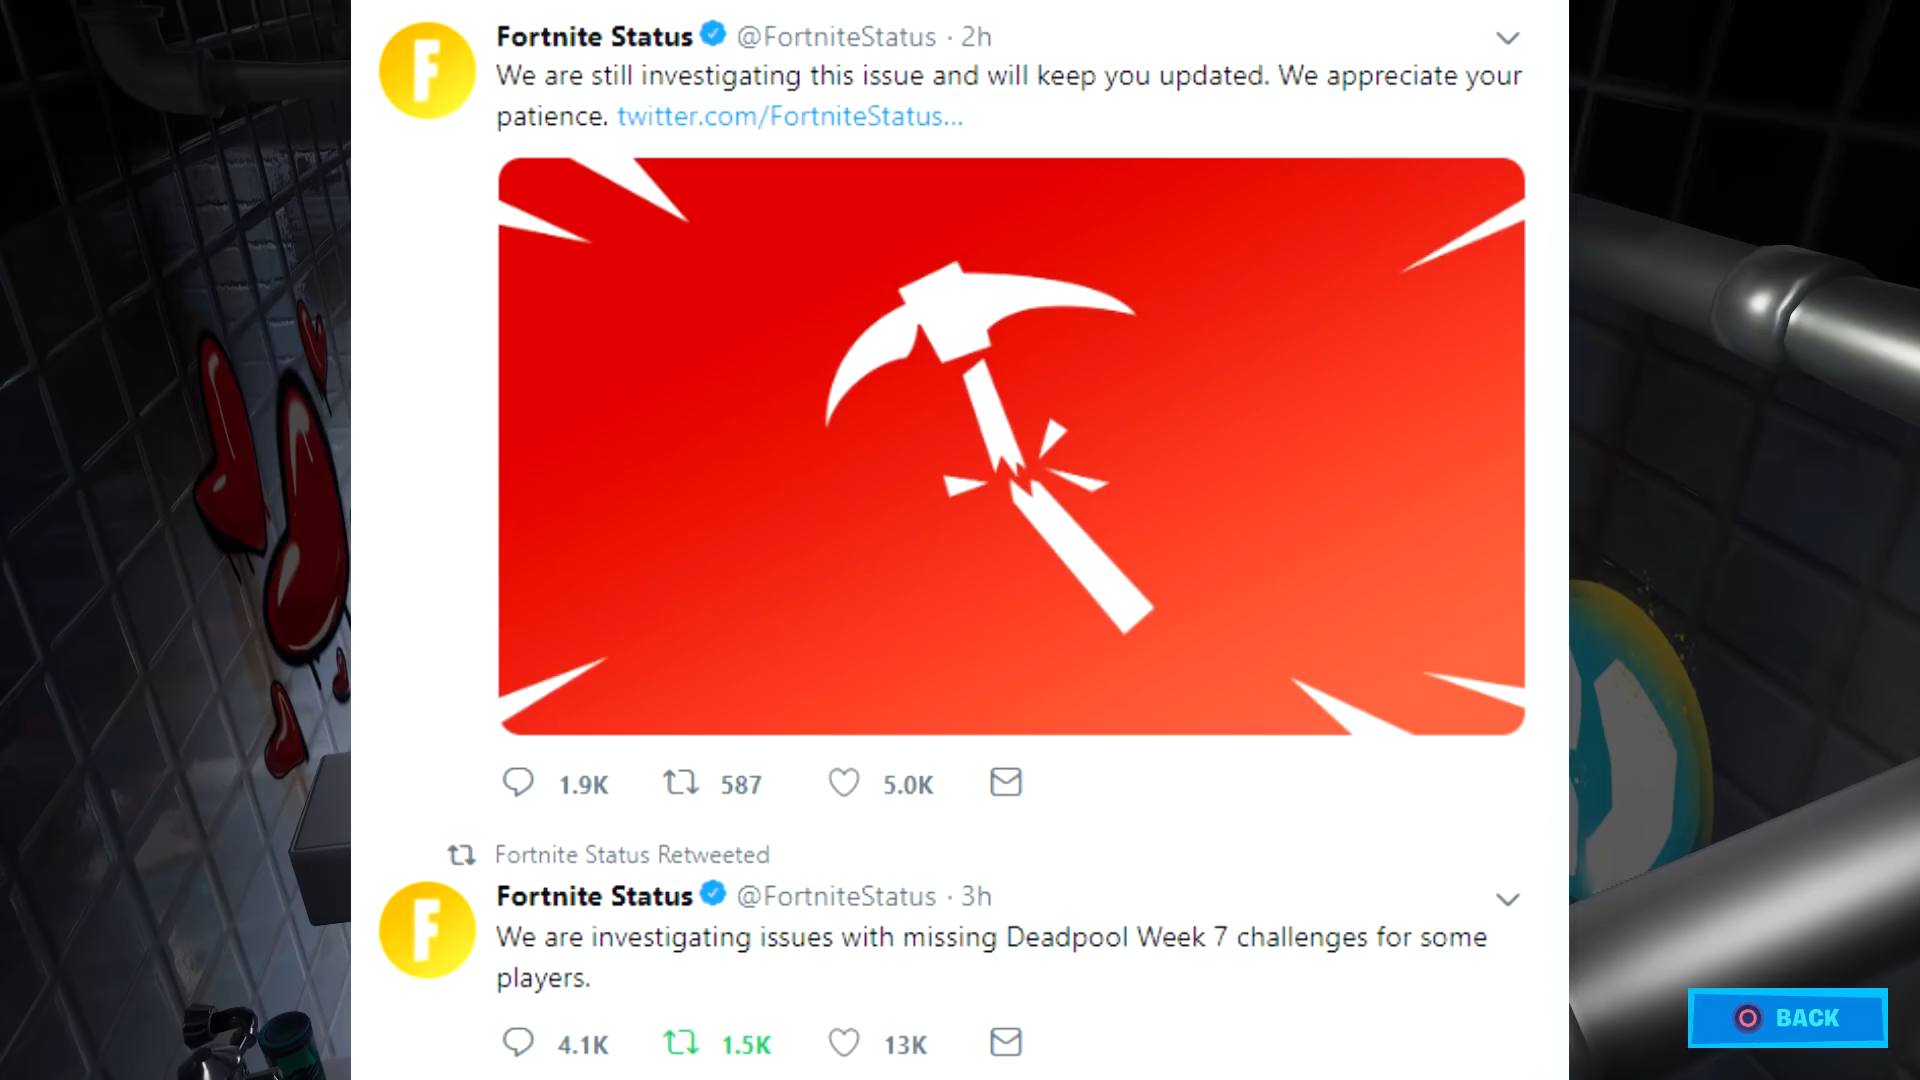 Fortnite Status @FortniteStatus · 2h
We are still investigating this issue and will keep you updated. We appreciate your
patience. twitter.com/FortniteStatus...
1.9K 587 5.0K
Fortnite Status Retweeted
Fortnite Status @FortniteStatus · 3h
We are investigating issues with missing Deadpool Week 7 challenges for some
players.
4.1K 1.5K 13K
BACK